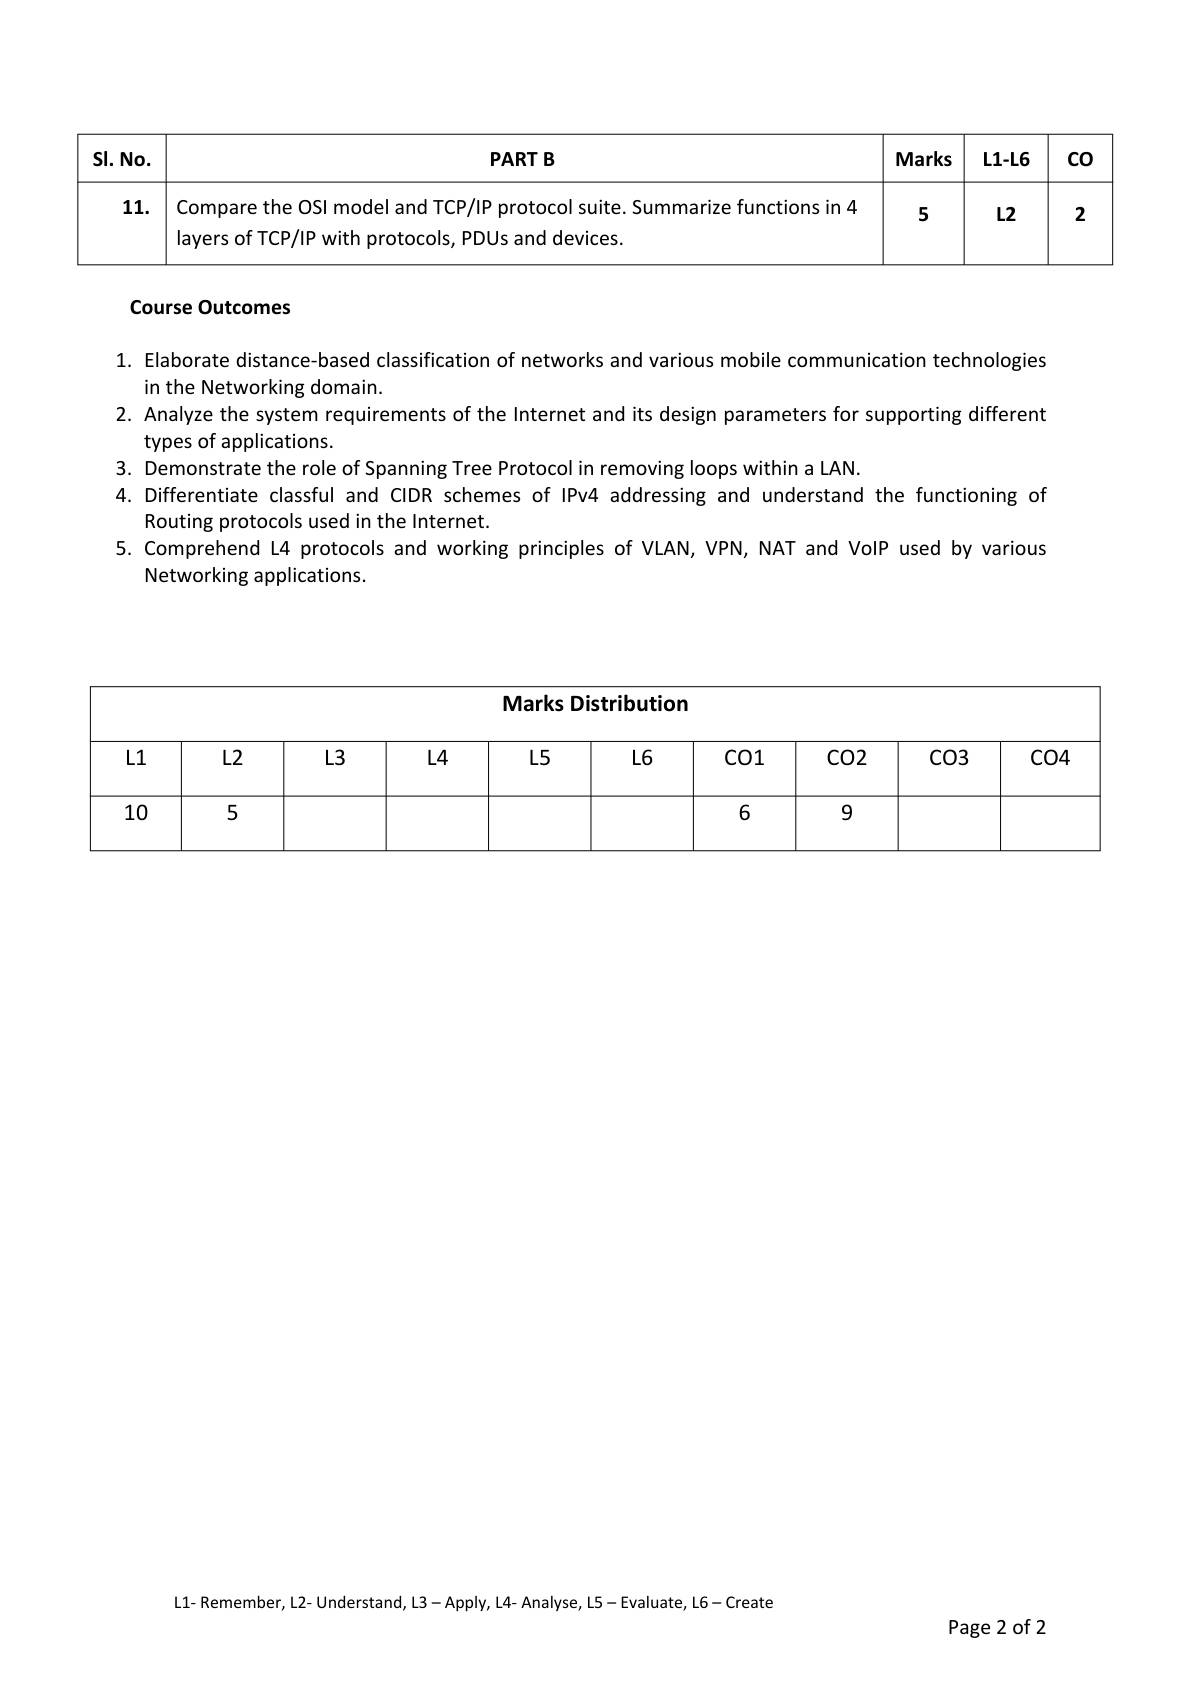 Sl. No. PART B Marks L1-L6 CO
11. Compare the OSI model and TCP/IP protocol suite. Summarize functions in 4
layers of TCP/IP with protocols, PDUs and devices.
5 L2 2
Course Outcomes
1. Elaborate distance-based classification of networks and various mobile communication technologies
in the Networking domain.
2. Analyze the system requirements of the Internet and its design parameters for supporting different
types of applications.
3. Demonstrate the role of Spanning Tree Protocol in removing loops within a LAN.
4. Differentiate classful and CIDR schemes of IPv4 addressing and understand the functioning of
Routing protocols used in the Internet.
5. Comprehend L4 protocols and working principles of VLAN, VPN, NAT and VoIP used by various
Networking applications.
Marks Distribution
L1 L2 L3 L4 L5 L6 CO1 CO2 CO3 CO4
10 5 6 9
L1- Remember, L2- Understand, L3 – Apply, L4- Analyse, L5 – Evaluate, L6 – Create
Page 2 of 2